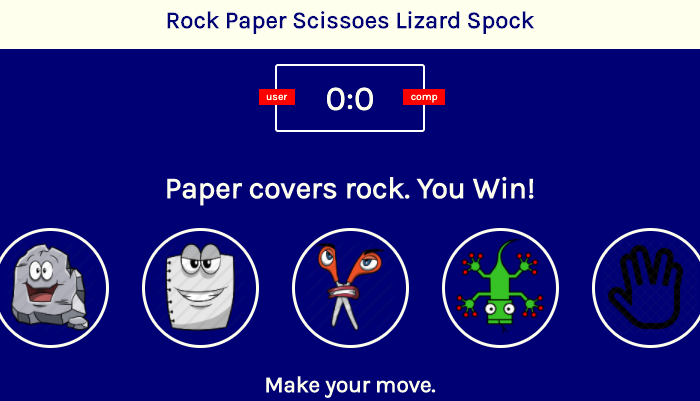 Rock Paper Scissoes Lizard Spock
user
0:0
comp
Paper covers rock. You Win!
Make your move.